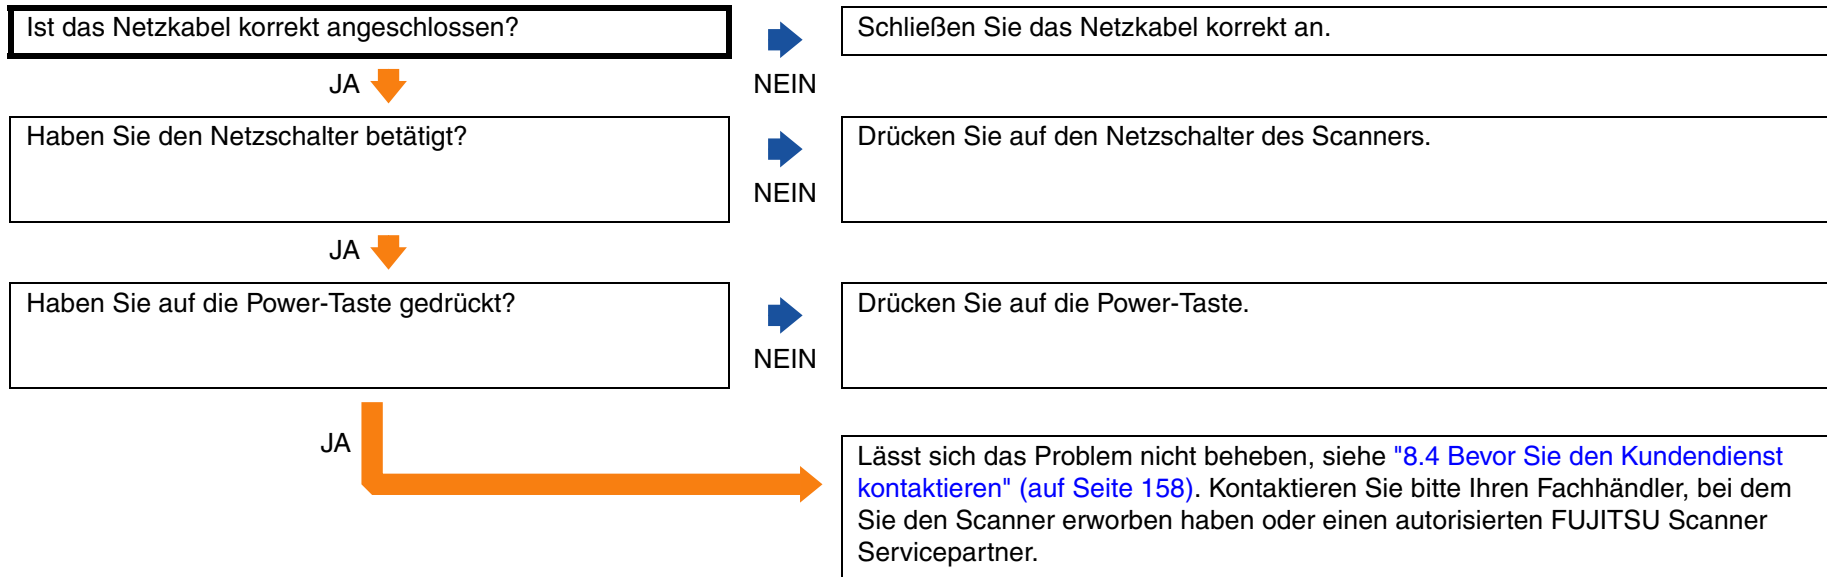 Ist das Netzkabel korrekt angeschlossen?
Schließen Sie das Netzkabel korrekt an.
JA
NEIN
Haben Sie den Netzschalter betätigt?
Drücken Sie auf den Netzschalter des Scanners.
NEIN
JA
Haben Sie auf die Power-Taste gedrückt?
Drücken Sie auf die Power-Taste.
NEIN
JA
Lässt sich das Problem nicht beheben, siehe "8.4 Bevor Sie den Kundendienst
kontaktieren" (auf Seite 158). Kontaktieren Sie bitte Ihren Fachhändler, bei dem
Sie den Scanner erworben haben oder einen autorisierten FUJITSU Scanner
Servicepartner.